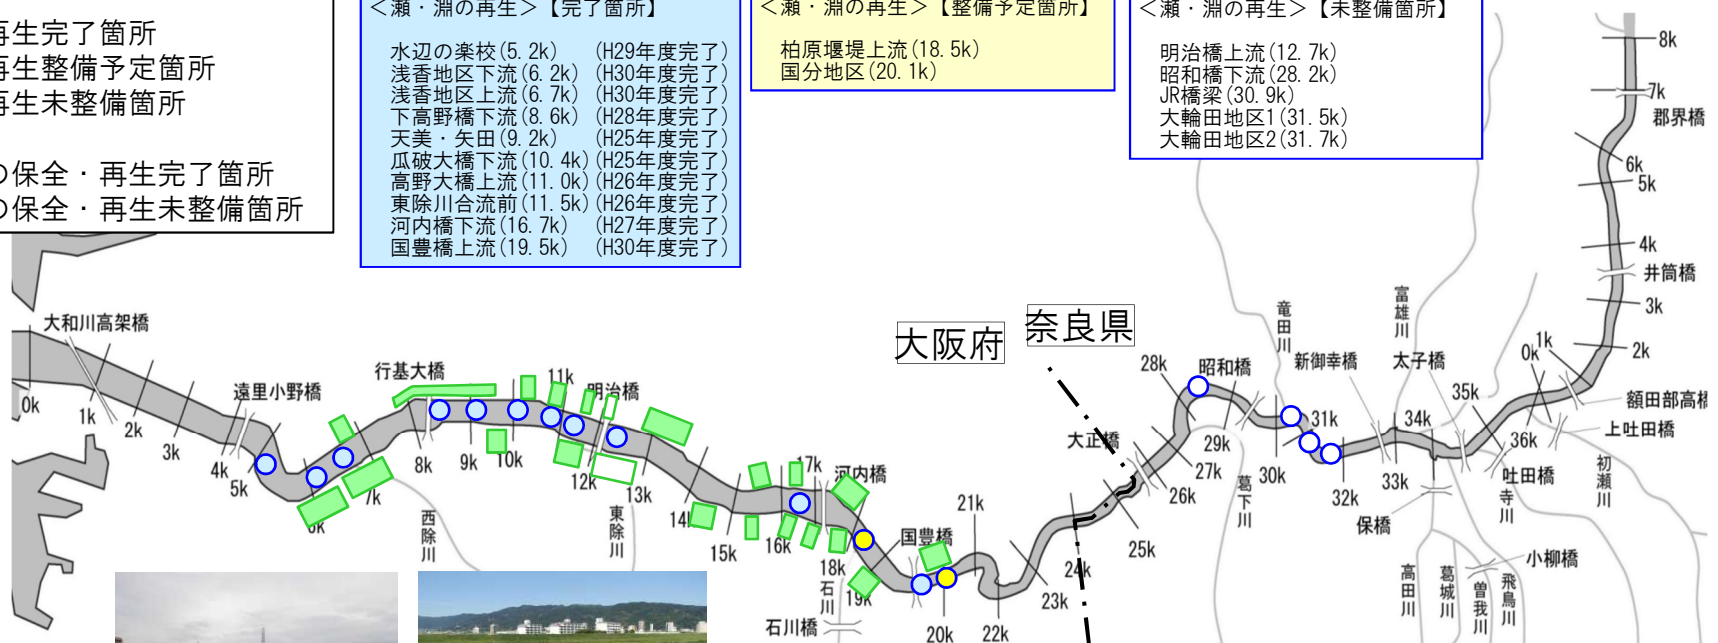 再生完了箇所
再生整備予定箇所
再生未整備箇所
の保全・再生完了箇所
の保全・再生未整備箇所
＜瀬・淵の再生＞【完了箇所】
水辺の楽校(5.2k) (H29年度完了)
浅香地区下流(6.2k) (H30年度完了)
浅香地区上流(6.7k) (H30年度完了)
下高野橋下流(8.6k) (H28年度完了)
天美・矢田(9.2k) (H25年度完了)
瓜破大橋下流(10.4k) (H25年度完了)
高野大橋上流(11.0k) (H26年度完了)
東除川合流前(11.5k) (H26年度完了)
河内橋下流(16.7k) (H27年度完了)
国豊橋上流(19.5k) (H30年度完了)
＜瀬・淵の再生＞【整備予定箇所】
柏原堰堤上流(18.5k)
国分地区(20.1k)
＜瀬・淵の再生＞【未整備箇所】
明治橋上流(12.7k)
昭和橋下流(28.2k)
JR橋梁(30.9k)
大輪田地区1(31.5k)
大輪田地区2(31.7k)
8k
7k
郡界橋
6k
5k
4k
井筒橋
3k
2k
1k
0k
額田部高橋
上吐田橋
初瀬川
大阪府
奈良県
大和川高架橋
0k
1k
2k
3k
4k
5k
遠里小野橋
6k
7k
行基大橋
8k
9k
10k
11k
明治橋
12k
13k
西除川
東除川
14k
15k
16k
17k
河内橋
18k
19k
石川
石川橋
国豊橋
20k
21k
22k
23k
24k
25k
大正橋
26k
27k
28k
昭和橋
29k
葛下川
竜田川
30k
31k
新御幸橋
32k
33k
富雄川
太子橋
34k
35k
36k
保橋
吐田橋
寺川
小柳橋
高田川
葛城川
曽我川
飛鳥川